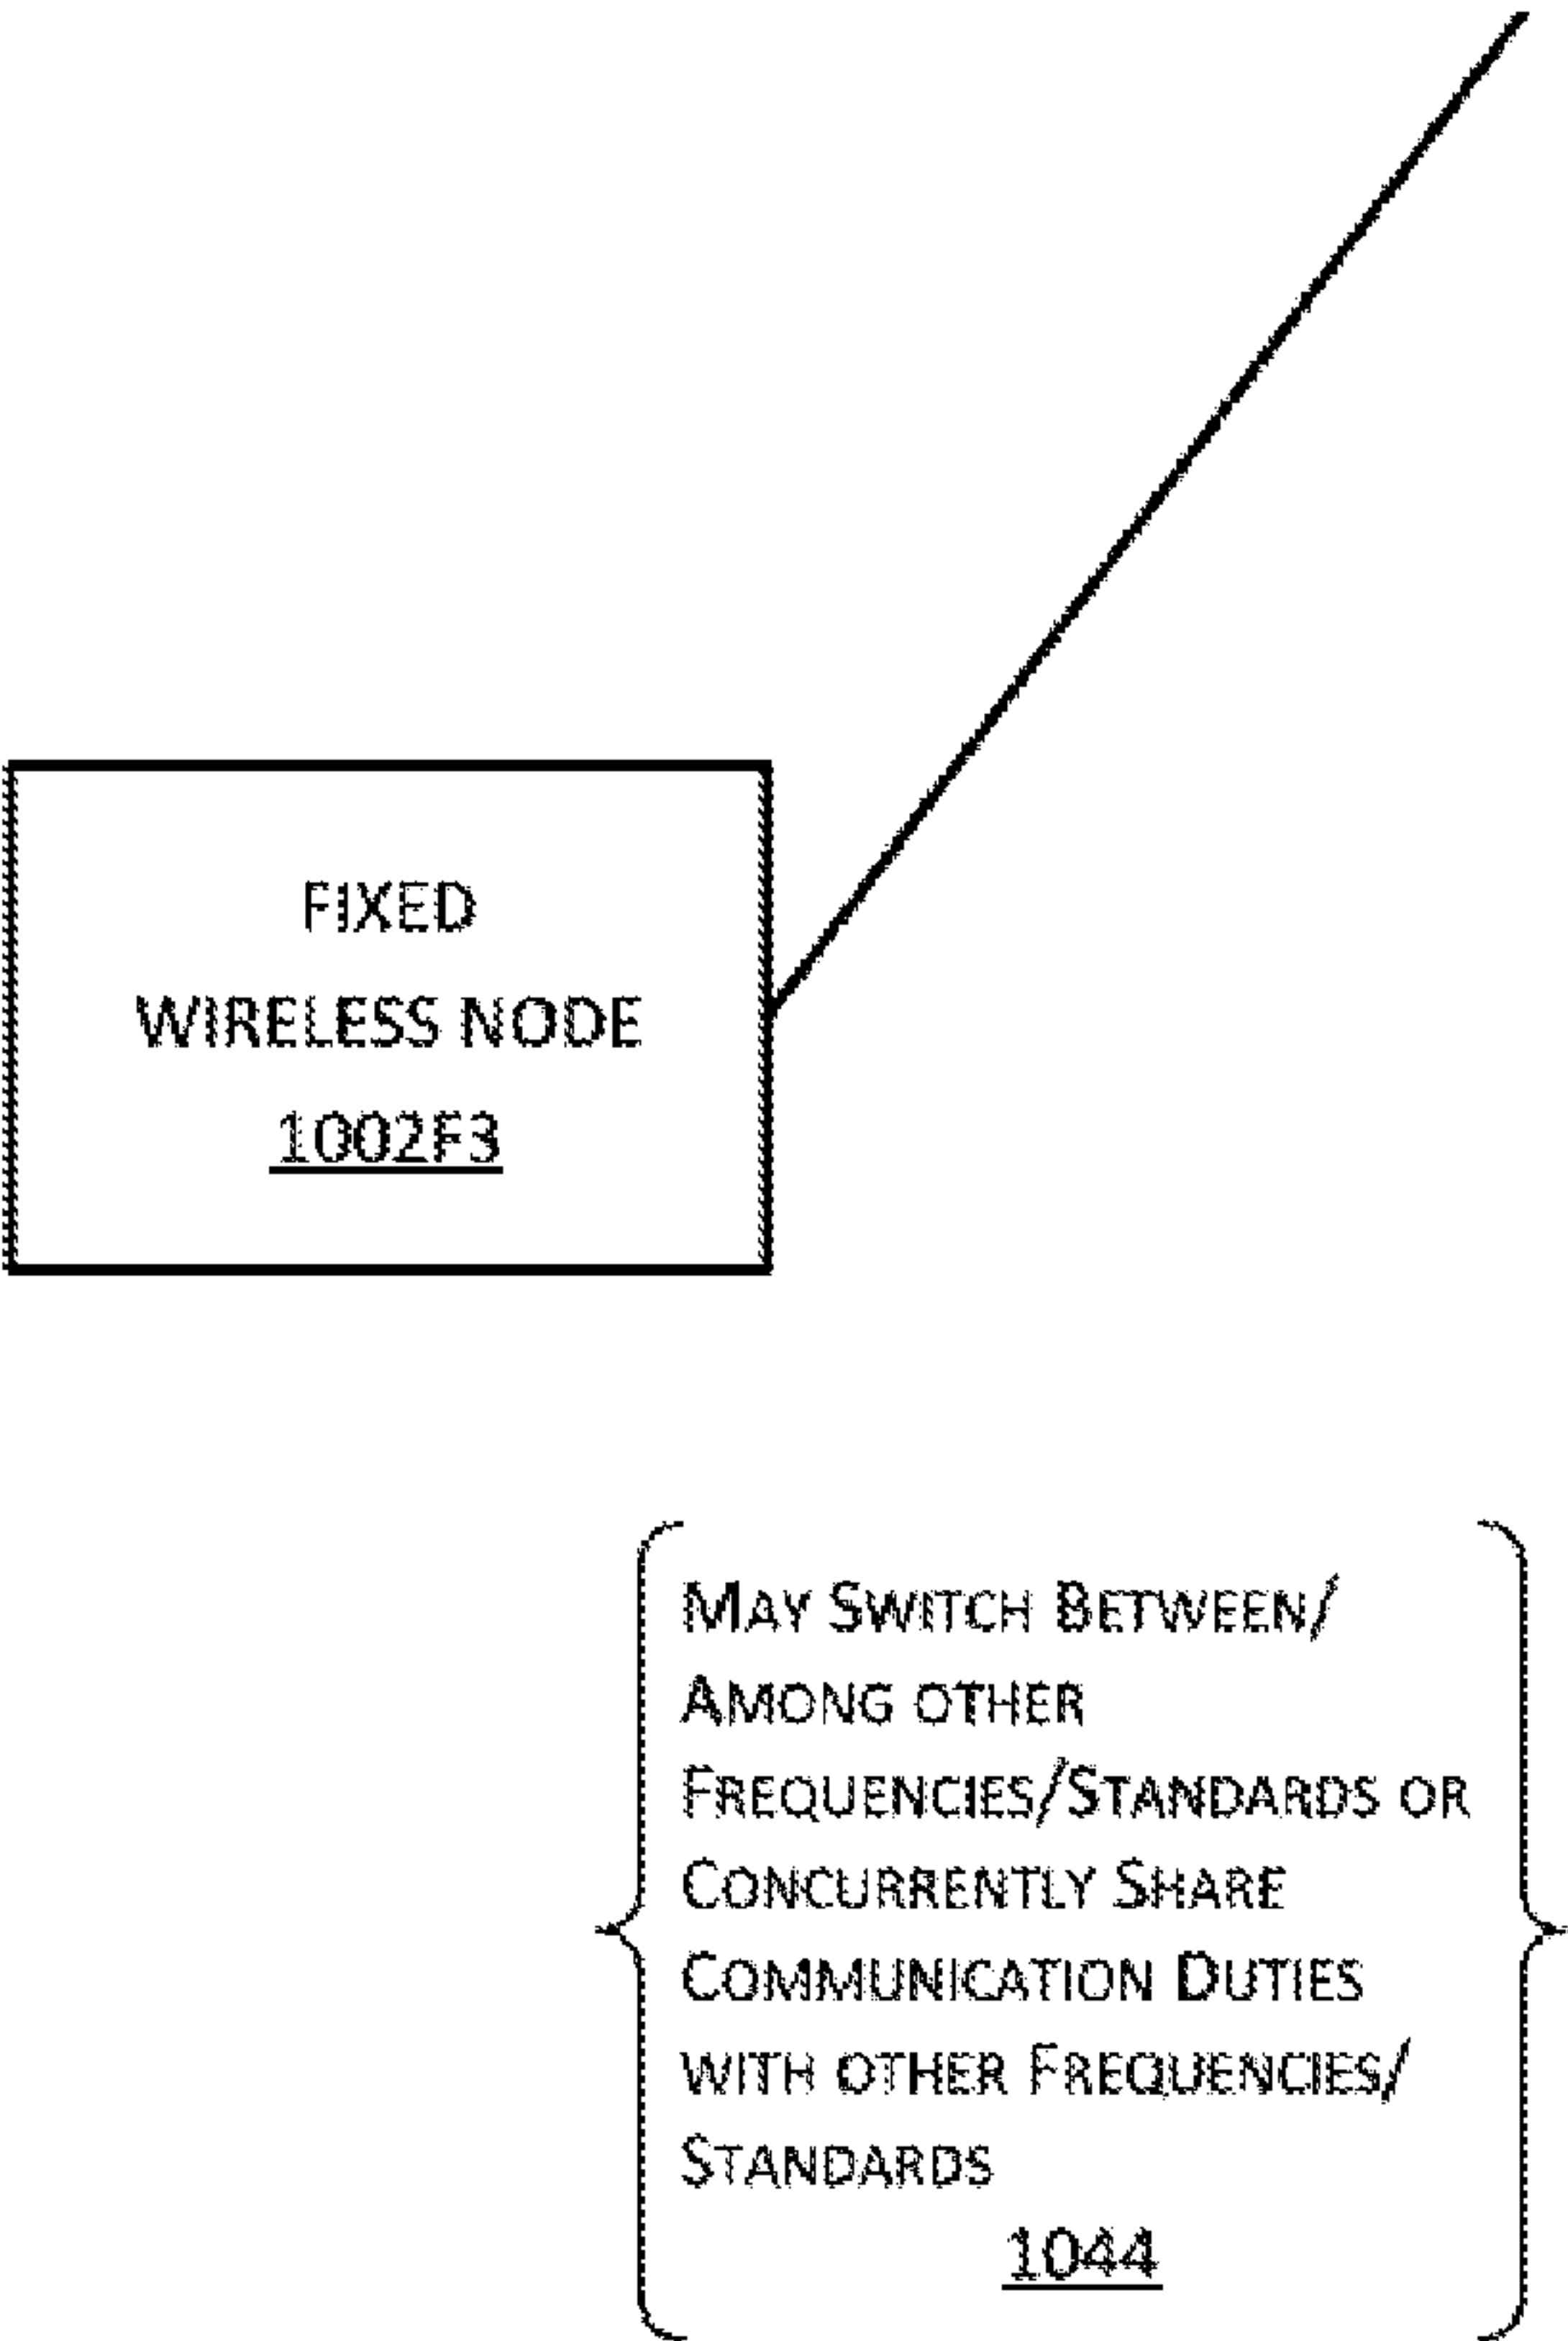 FIXED
WIRELESS NODE
1002F3
MAY SWITCH BETWEEN/
AMONG OTHER
FREQUENCIES/STANDARDS OR
CONCURRENTLY SHARE
COMMUNICATION DUTIES
WITH OTHER FREQUENCIES/
STANDARDS
1044